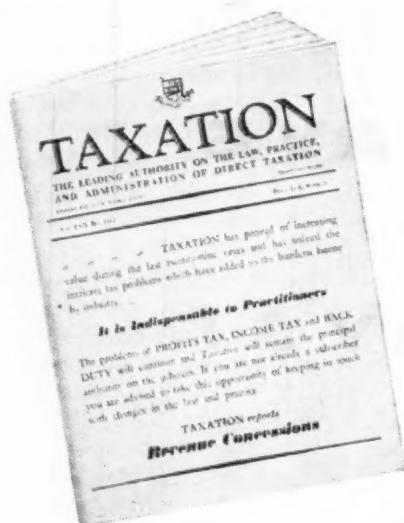 TAXATION
THE LEADING AUTHORITY ON THE LAW, PRACTICE,
AND ADMINISTRATION OF DIRECT TAXATION
TAXATION has proved of increasing
value during the last twenty-nine years and has solved the
intricate tax problems which have added to the burdens borne
by industry
It is Indispensable to Practitioners
The problems of PROFITS TAX, INCOME TAX and BACK
DUTY will continue and Taxation will remain the principal
authority on the subjects. If you are not already a subscriber
you are advised to take this opportunity of keeping in touch
with changes in the law and practice.
TAXATION reports
Revenue Concessions